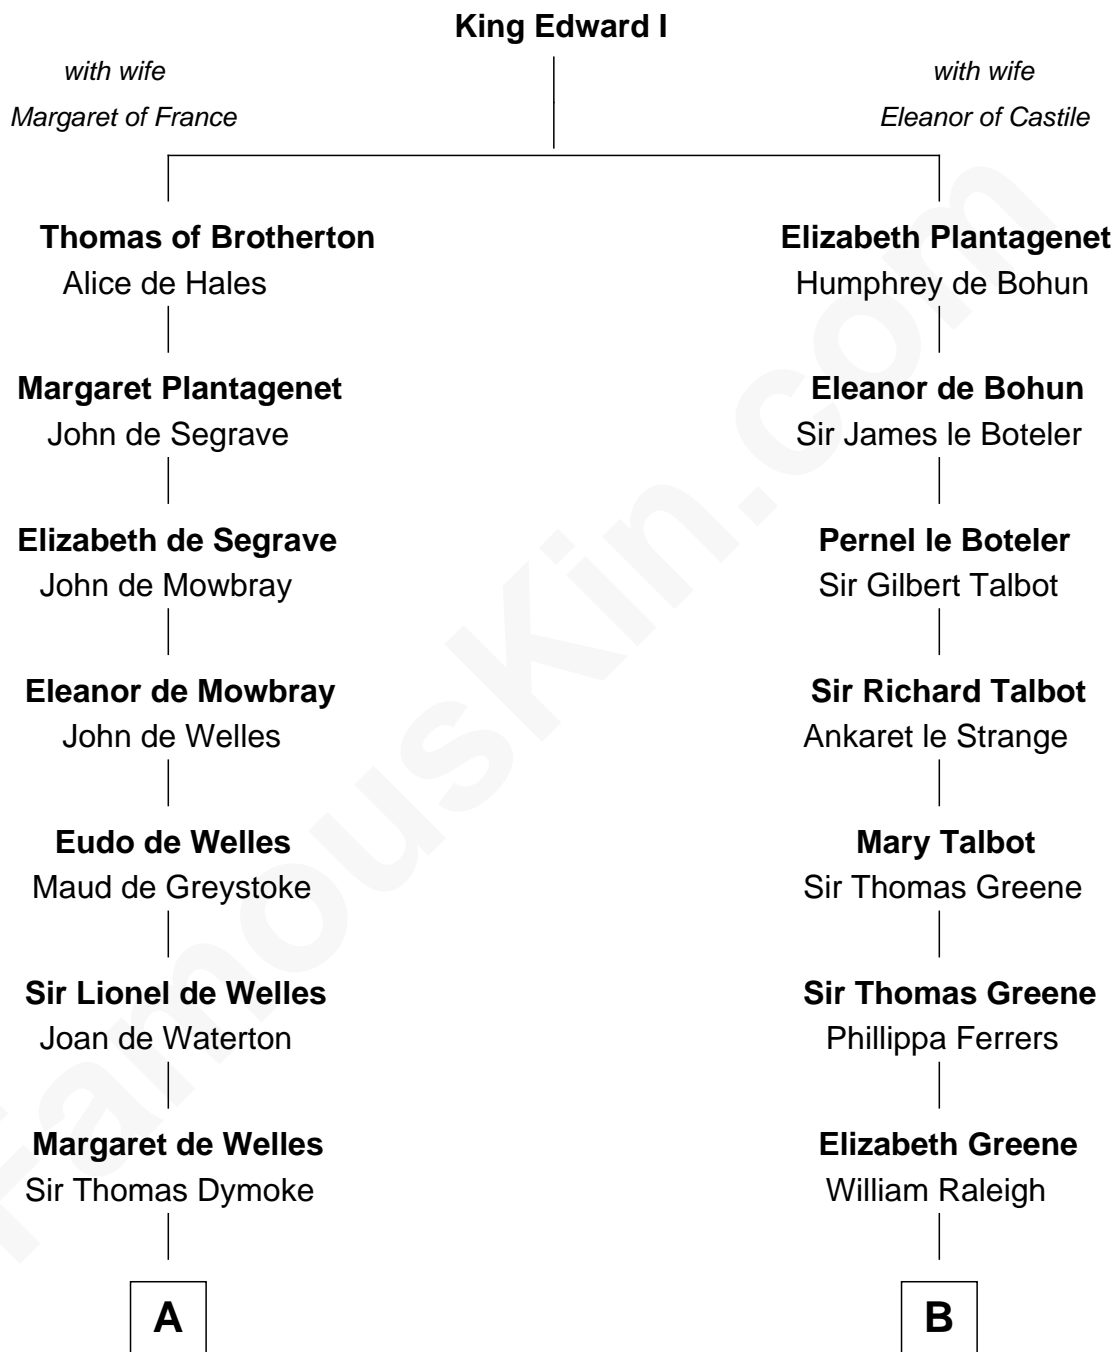 King Edward I
with wife
Margaret of France
with wife
Eleanor of Castile
Thomas of Brotherton
Alice de Hales
Elizabeth Plantagenet
Humphrey de Bohun
Margaret Plantagenet
John de Segrave
Eleanor de Bohun
Sir James le Boteler
Elizabeth de Segrave
John de Mowbray
Pernel le Boteler
Sir Gilbert Talbot
Eleanor de Mowbray
John de Welles
Sir Richard Talbot
Ankaret le Strange
Eudo de Welles
Maud de Greystoke
Mary Talbot
Sir Thomas Greene
Sir Lionel de Welles
Joan de Waterton
Sir Thomas Greene
Phillippa Ferrers
Margaret de Welles
Sir Thomas Dymoke
Elizabeth Greene
William Raleigh
A
B
FamousKin.com